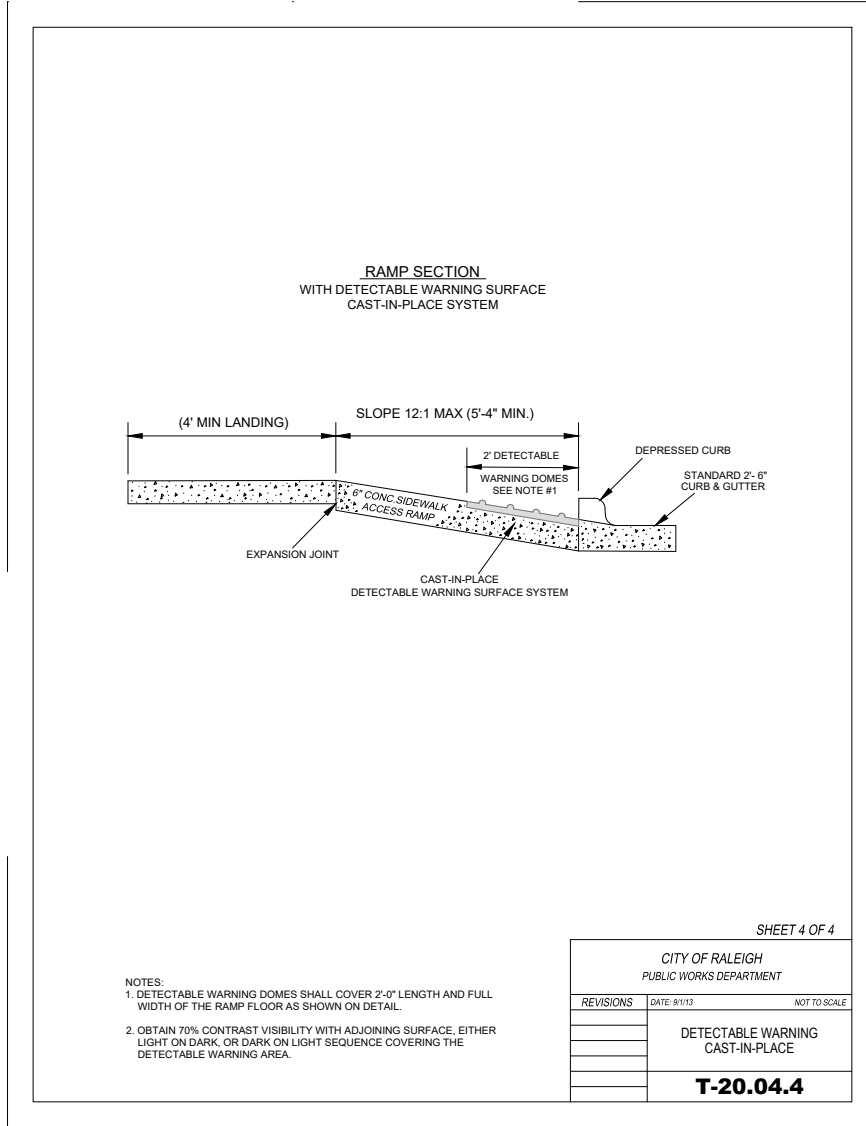 RAMP SECTION
WITH DETECTABLE WARNING SURFACE
CAST-IN-PLACE SYSTEM
(4' MIN LANDING)
SLOPE 12:1 MAX (5'-4" MIN.)
2' DETECTABLE
WARNING DOMES
SEE NOTE #1
DEPRESSED CURB
STANDARD 2'- 6"
CURB & GUTTER
6" CONC.SIDEWALK
ACCESS RAMP
EXPANSION JOINT
CAST-IN-PLACE
DETECTABLE WARNING SURFACE SYSTEM
SHEET 4 OF 4
NOTES:
1. DETECTABLE WARNING DOMES SHALL COVER 2'-0" LENGTH AND FULL
WIDTH OF THE RAMP FLOOR AS SHOWN ON DETAIL.
2. OBTAIN 70% CONTRAST VISIBILITY WITH ADJOINING SURFACE, EITHER
LIGHT ON DARK, OR DARK ON LIGHT SEQUENCE COVERING THE
DETECTABLE WARNING AREA.
CITY OF RALEIGH
PUBLIC WORKS DEPARTMENT
REVISIONS
DATE: 9/1/13
NOT TO SCALE
DETECTABLE WARNING
CAST-IN-PLACE
T-20.04.4